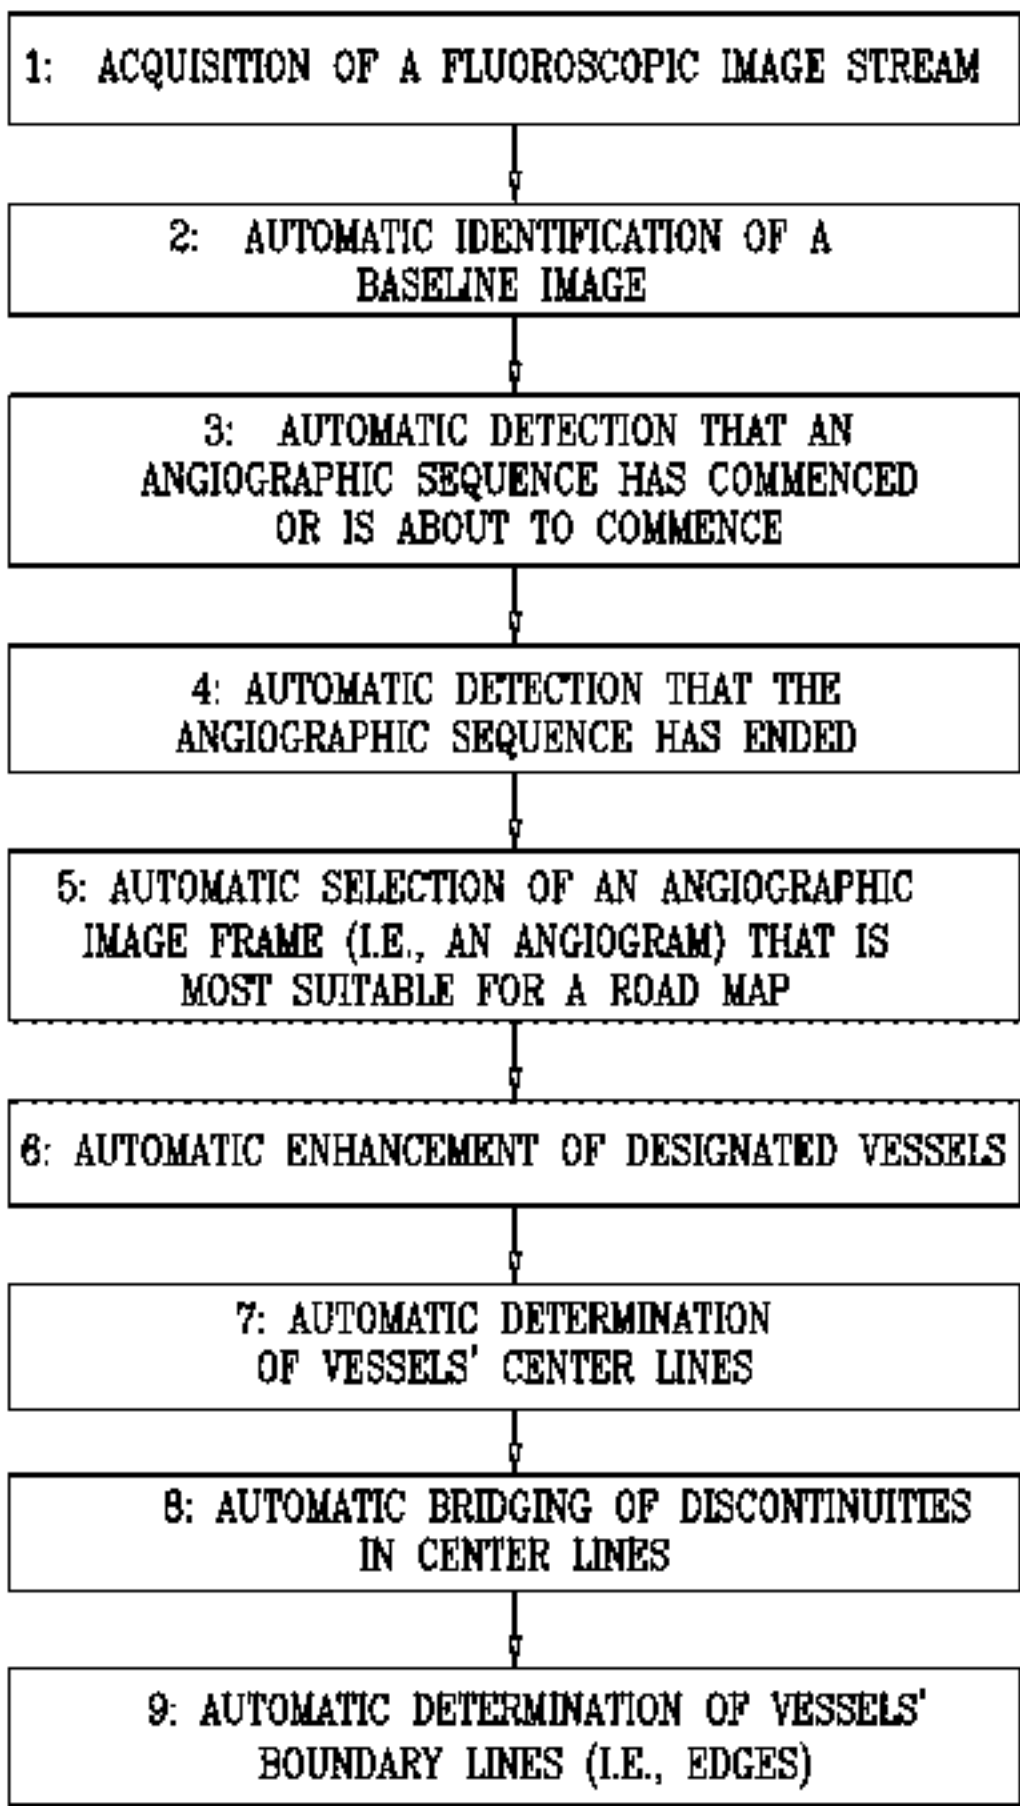 1: ACQUISITION OF A FLUOROSCOPIC IMAGE STREAM
2: AUTOMATIC IDENTIFICATION OF A
BASELINE IMAGE
3: AUTOMATIC DETECTION THAT AN
ANGIOGRAPHIC SEQUENCE HAS COMMENCED
OR IS ABOUT TO COMMENCE
4: AUTOMATIC DETECTION THAT THE
ANGIOGRAPHIC SEQUENCE HAS ENDED
5: AUTOMATIC SELECTION OF AN ANGIOGRAPHIC
IMAGE FRAME (I.E., AN ANGIOGRAM) THAT IS
MOST SUITABLE FOR A ROAD MAP
6: AUTOMATIC ENHANCEMENT OF DESIGNATED VESSELS
7: AUTOMATIC DETERMINATION
OF VESSELS' CENTER LINES
8: AUTOMATIC BRIDGING OF DISCONTINUITIES
IN CENTER LINES
9: AUTOMATIC DETERMINATION OF VESSELS'
BOUNDARY LINES (I.E., EDGES)